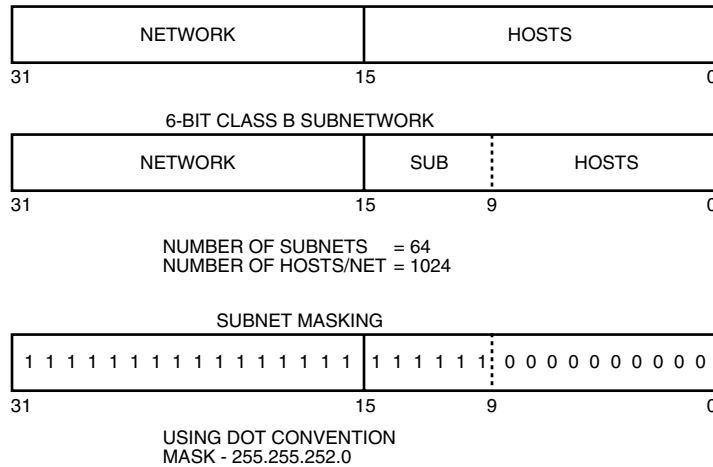 NETWORK HOSTS
31 15 0
6-BIT CLASS B SUBNETWORK
NETWORK SUB HOSTS
31 15 9 0
NUMBER OF SUBNETS = 64
NUMBER OF HOSTS/NET = 1024
SUBNET MASKING
1 1 1 1 1 1 1 1 1 1 1 1 1 1 1 1 1 1 1 1 1 1 0 0 0 0 0 0 0 0 0 0
31 15 9 0
USING DOT CONVENTION
MASK - 255.255.252.0